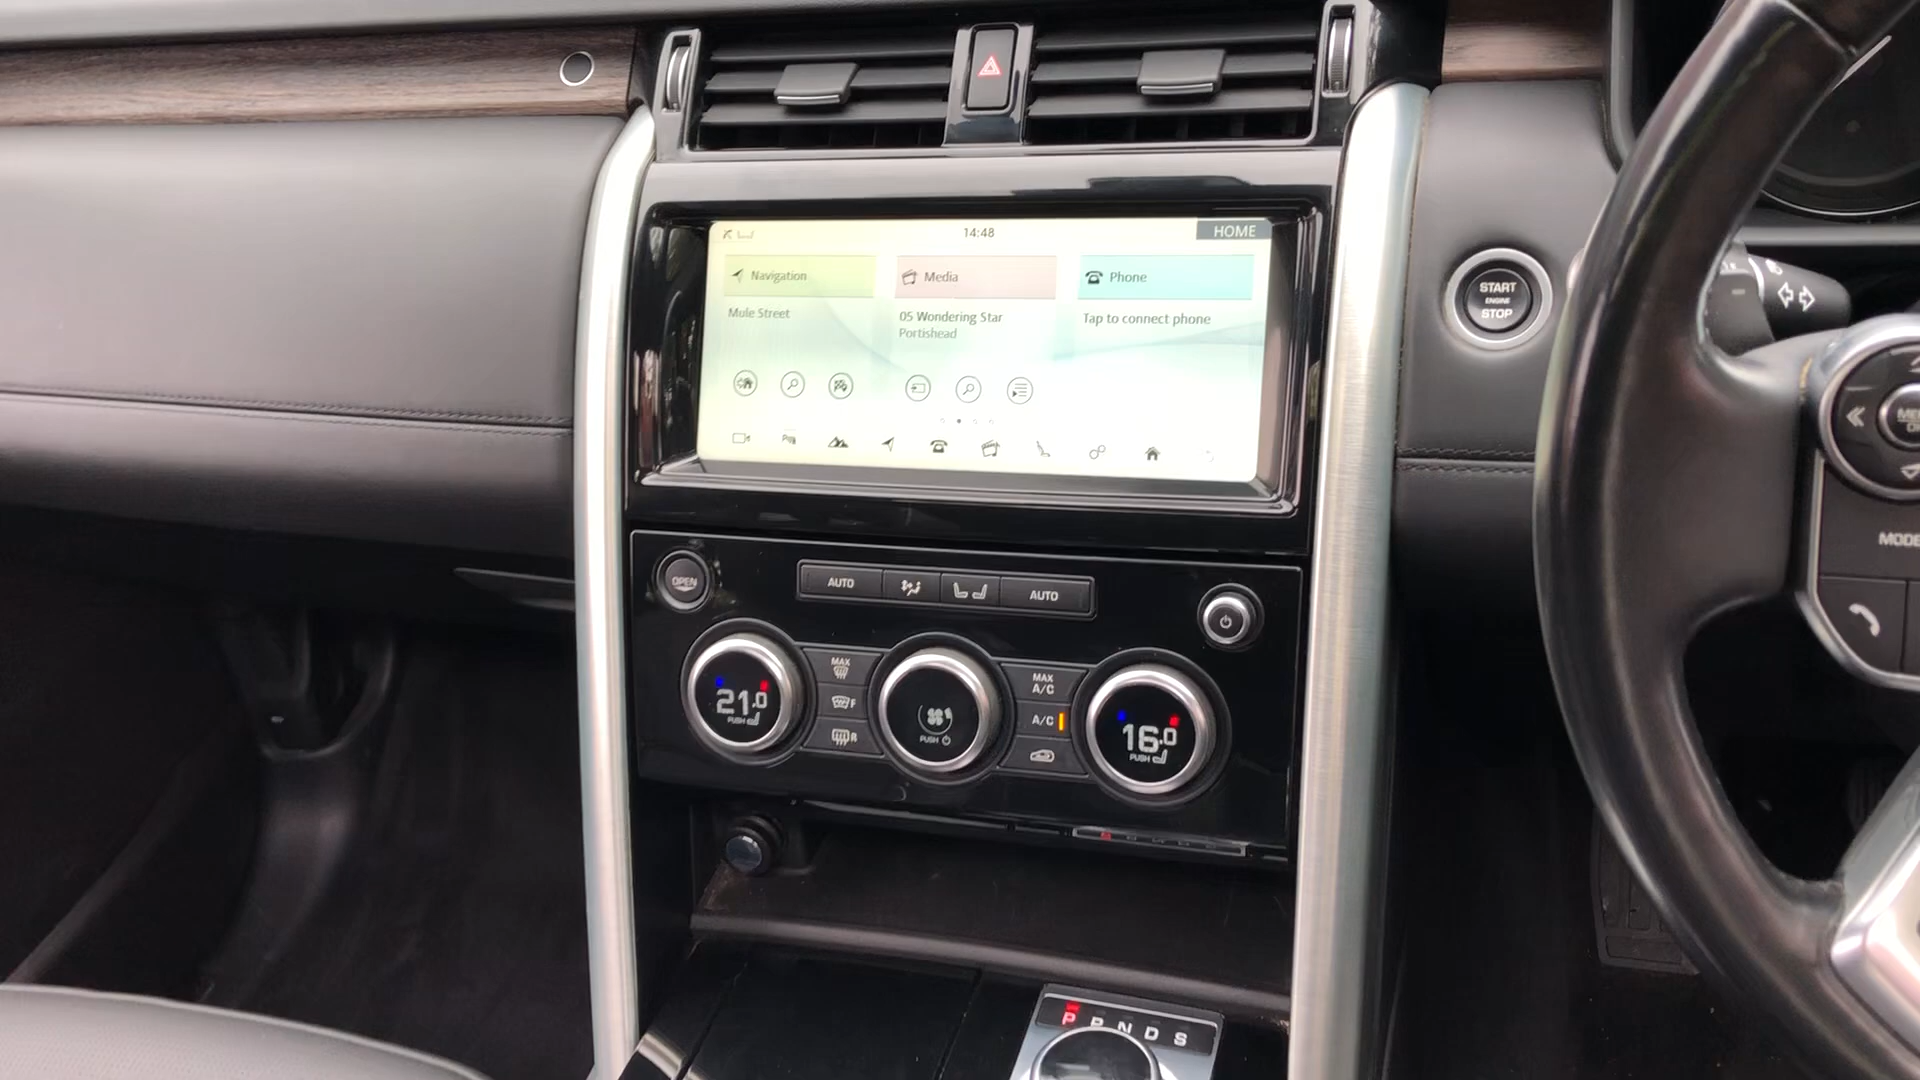 14:48
HOME
Navigation
Media
Phone
Mule Street
05 Wondering Star
Portishead
Tap to connect phone
START
ENGINE
STOP
MODE
OPEN
AUTO
AUTO
21.0
PUSH
MAX
F
R
PUSH
MAX
A/C
A/C
16.0
PUSH
P R N D S